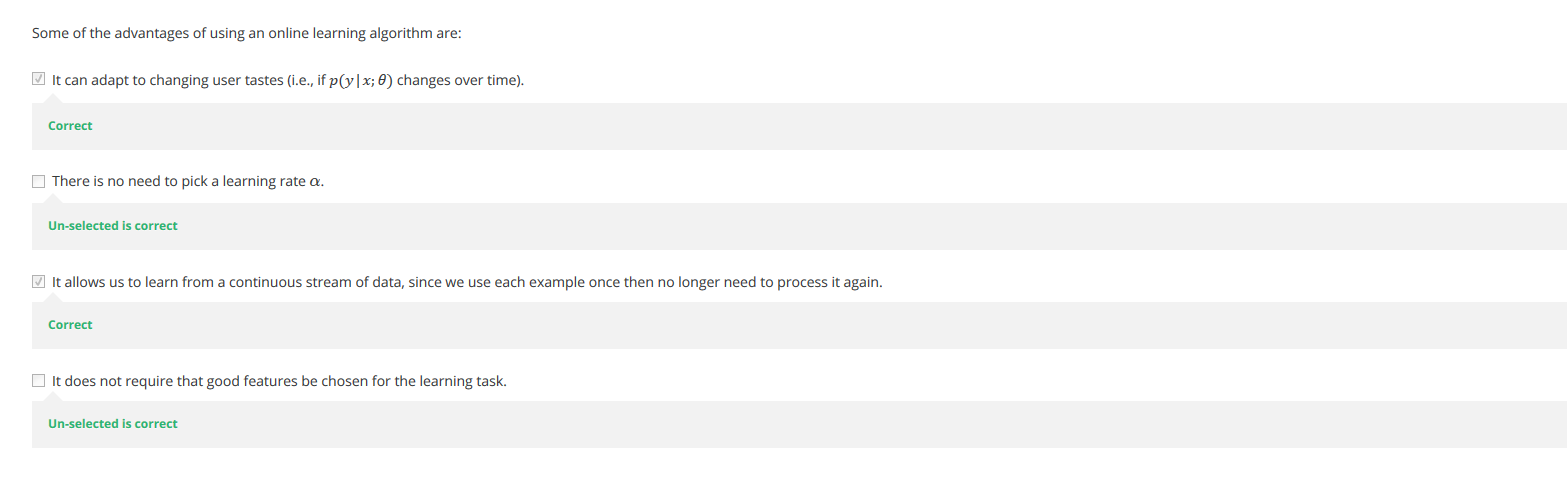 Some of the advantages of using an online learning algorithm are:
It can adapt to changing user tastes (i.e., if p(y|x; θ) changes over time).
Correct
There is no need to pick a learning rate α.
Un-selected is correct
It allows us to learn from a continuous stream of data, since we use each example once then no longer need to process it again.
Correct
It does not require that good features be chosen for the learning task.
Un-selected is correct